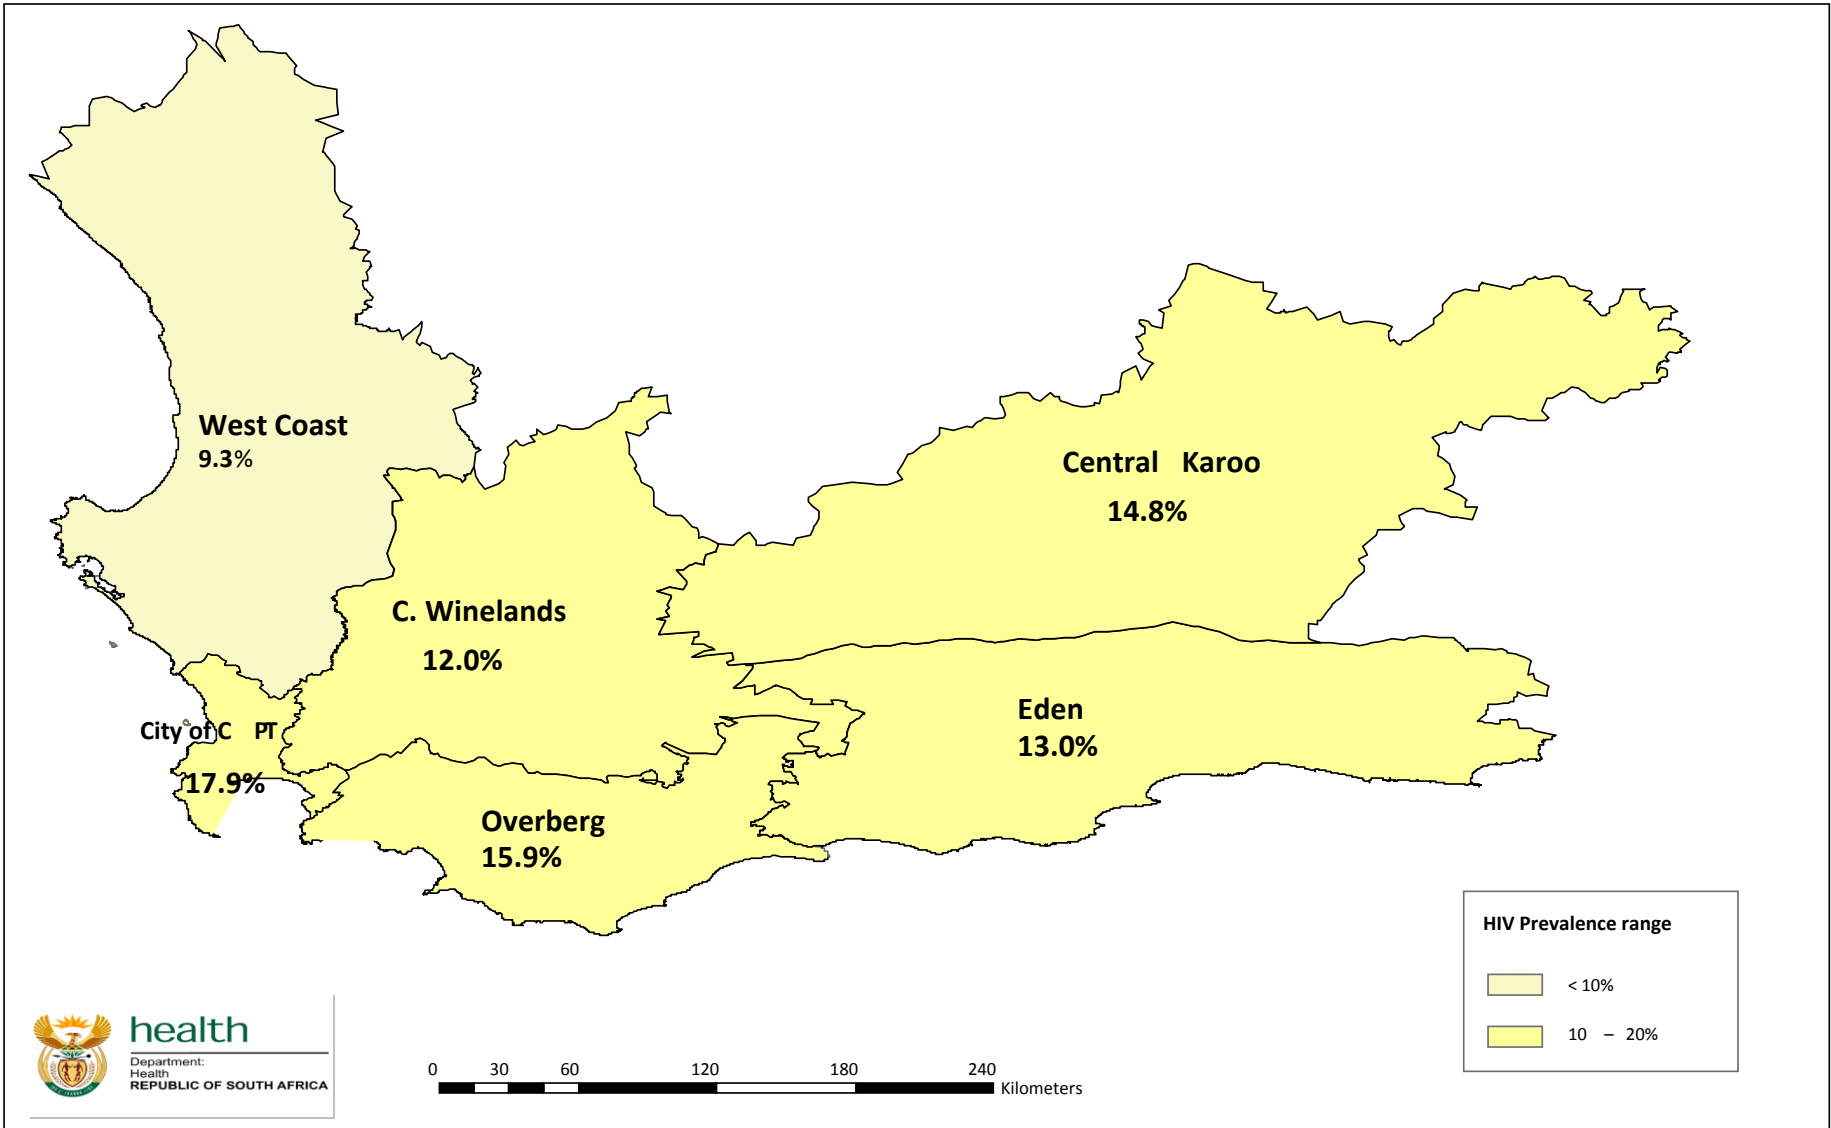 West Coast
9.3%
Central Karoo
14.8%
C. Winelands
12.0%
Eden
13.0%
City of C PT
17.9%
Overberg
15.9%
HIV Prevalence range
< 10%
10 – 20%
health
Department:
Health
REPUBLIC OF SOUTH AFRICA
0 30 60 120 180 240
Kilometers